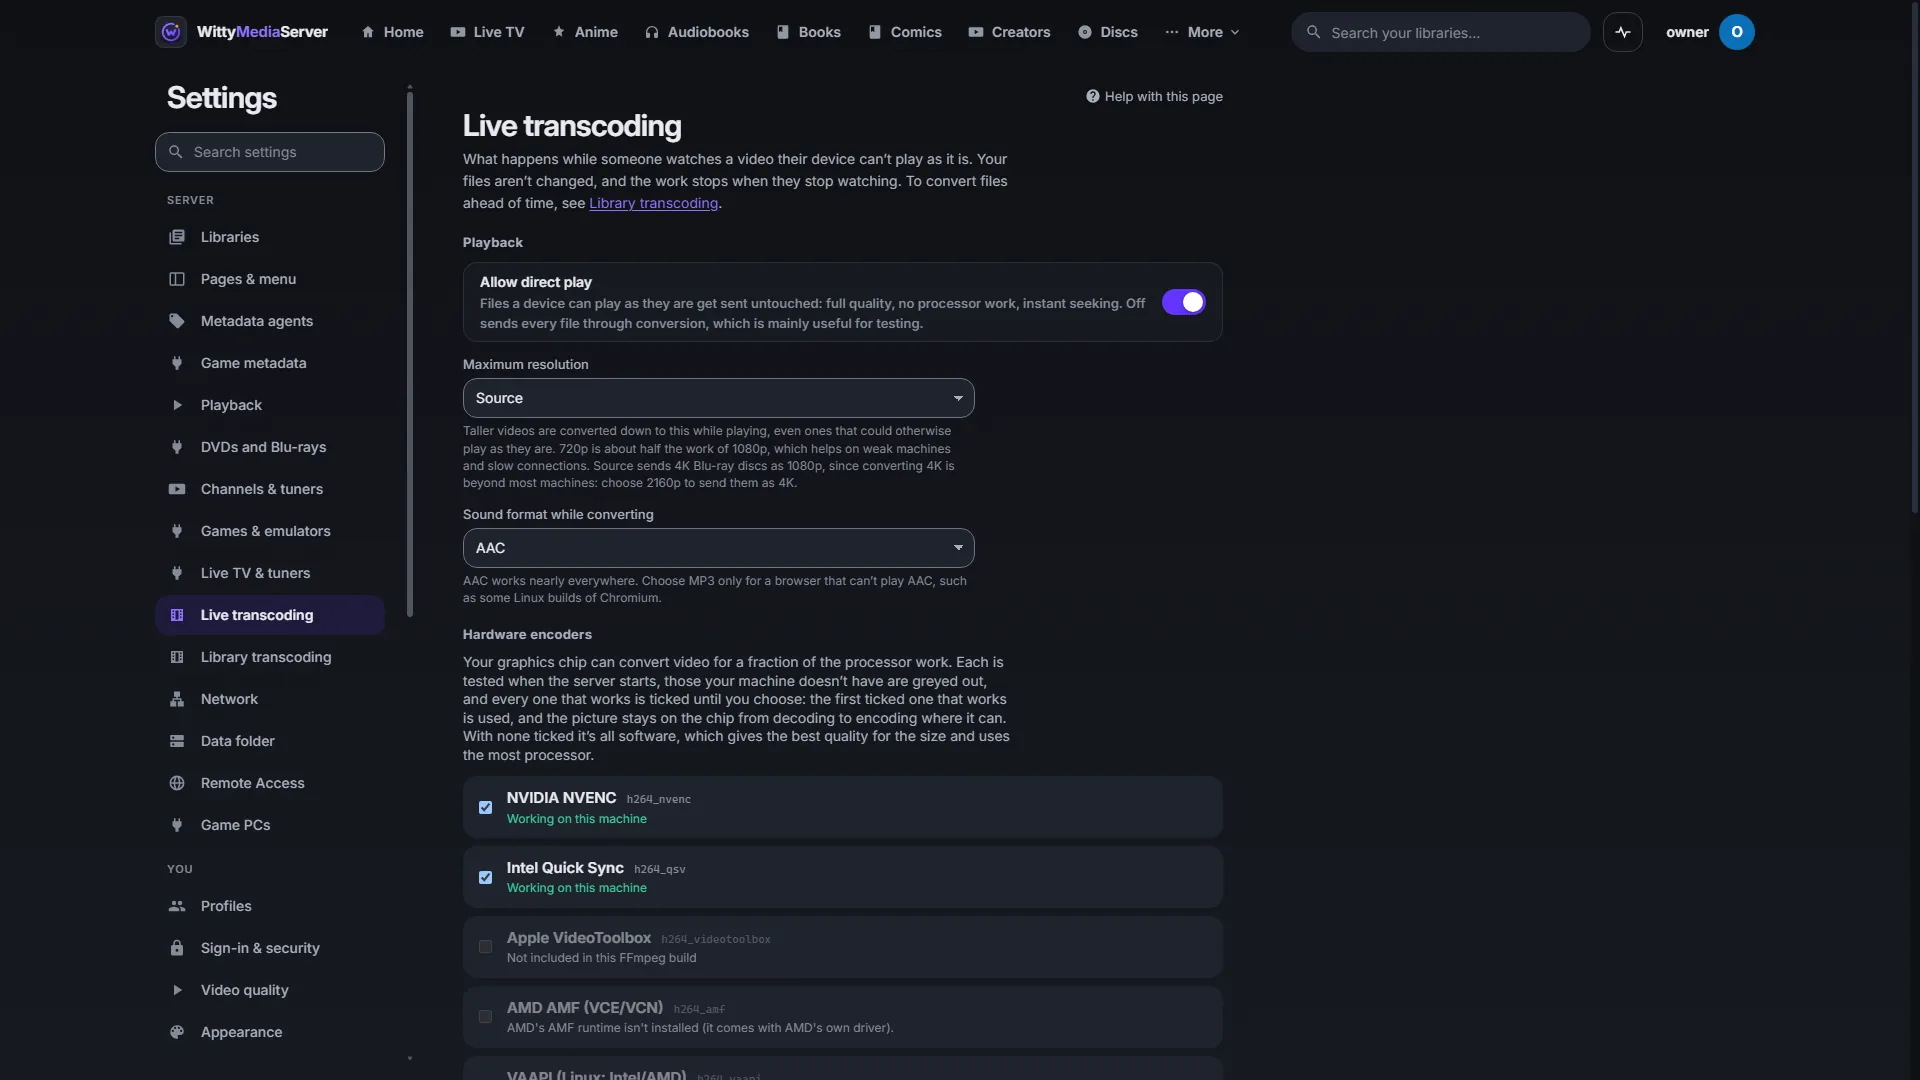 WittyMediaServer
Home
Live TV
Anime
Audiobooks
Books
Comics
Creators
Discs
More
Search your libraries...
owner
O
Settings
Search settings
SERVER
Libraries
Pages & menu
Metadata agents
Game metadata
Playback
DVDs and Blu-rays
Channels & tuners
Games & emulators
Live TV & tuners
Live transcoding
Library transcoding
Network
Data folder
Remote Access
Game PCs
YOU
Profiles
Sign-in & security
Video quality
Appearance
Help with this page
Live transcoding
What happens while someone watches a video their device can't play as it is. Your
files aren't changed, and the work stops when they stop watching. To convert files
ahead of time, see Library transcoding.
Playback
Allow direct play
Files a device can play as they are get sent untouched: full quality, no processor work, instant seeking. Off
sends every file through conversion, which is mainly useful for testing.
Maximum resolution
Source
Taller videos are converted down to this while playing, even ones that could otherwise
play as they are. 720p is about half the work of 1080p, which helps on weak machines
and slow connections. Source sends 4K Blu-ray discs as 1080p, since converting 4K is
beyond most machines: choose 2160p to send them as 4K.
Sound format while converting
AAC
AAC works nearly everywhere. Choose MP3 only for a browser that can't play AAC, such
as some Linux builds of Chromium.
Hardware encoders
Your graphics chip can convert video for a fraction of the processor work. Each is
tested when the server starts, those your machine doesn't have are greyed out,
and every one that works is ticked until you choose: the first ticked one that works
is used, and the picture stays on the chip from decoding to encoding where it can.
With none ticked it's all software, which gives the best quality for the size and uses
the most processor.
NVIDIA NVENC h264_nvenc
Working on this machine
Intel Quick Sync h264_qsv
Working on this machine
Apple VideoToolbox h264_videotoolbox
Not included in this FFmpeg build
AMD AMF (VCE/VCN) h264_amf
AMD's AMF runtime isn't installed (it comes with AMD's own driver).
VAAPI (Linux: Intel/AMD) h264_vaapi